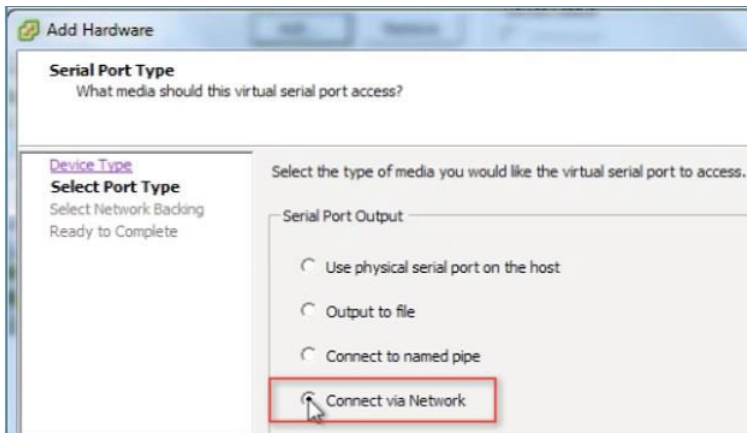 Add Hardware
Serial Port Type
What media should this virtual serial port access?
Device Type
Select Port Type
Select Network Backing
Ready to Complete
Select the type of media you would like the virtual serial port to access.
Serial Port Output
Use physical serial port on the host
Output to file
Connect to named pipe
Connect via Network